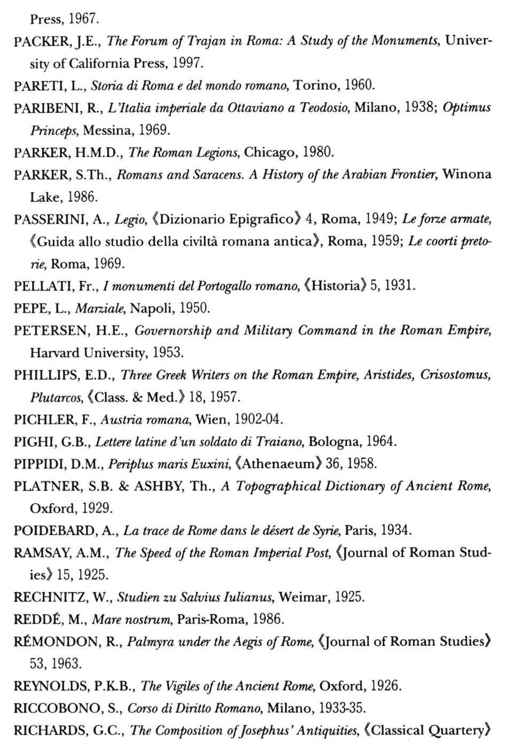 Press, 1967.
PACKER, J.E., The Forum of Trajan in Roma: A Study of the Monuments, Univer-
sity of California Press, 1997.
PARETI, L., Storia di Roma e del mondo romano, Torino, 1960.
PARIBENI, R., L'Italia imperiale da Ottaviano a Teodosio, Milano, 1938; Optimus
Princeps, Messina, 1969.
PARKER, H.M.D., The Roman Legions, Chicago, 1980.
PARKER, S.Th., Romans and Saracens. A History of the Arabian Frontier, Winona
Lake, 1986.
PASSERINI, A., Legio, 《Dizionario Epigrafico》 4, Roma, 1949; Le forze armate,
《Guida allo studio della civiltà romana antica》, Roma, 1959; Le coorti preto-
rie, Roma, 1969.
PELLATI, Fr., I monumenti del Portogallo romano, 《Historia》 5, 1931.
PEPE, L., Marziale, Napoli, 1950.
PETERSEN, H.E., Governorship and Military Command in the Roman Empire,
Harvard University, 1953.
PHILLIPS, E.D., Three Greek Writers on the Roman Empire, Aristides, Crisostomus,
Plutarcos, 《Class. & Med.》 18, 1957.
PICHLER, F., Austria romana, Wien, 1902-04.
PIGHI, G.B., Lettere latine d'un soldato di Traiano, Bologna, 1964.
PIPPIDI, D.M., Periplus maris Euxini, 《Athenaeum》 36, 1958.
PLATNER, S.B. & ASHBY, Th., A Topographical Dictionary of Ancient Rome,
Oxford, 1929.
POIDEBARD, A., La trace de Rome dans le désert de Syrie, Paris, 1934.
RAMSAY, A.M., The Speed of the Roman Imperial Post, 《Journal of Roman Stud-
ies》 15, 1925.
RECHNITZ, W., Studien zu Salvius Iulianus, Weimar, 1925.
REDDÉ, M., Mare nostrum, Paris-Roma, 1986.
RÉMONDON, R., Palmyra under the Aegis of Rome, 《Journal of Roman Studies》
53, 1963.
REYNOLDS, P.K.B., The Vigiles of the Ancient Rome, Oxford, 1926.
RICCOBONO, S., Corso di Diritto Romano, Milano, 1933-35.
RICHARDS, G.C., The Composition of Josephus' Antiquities, 《Classical Quartery》